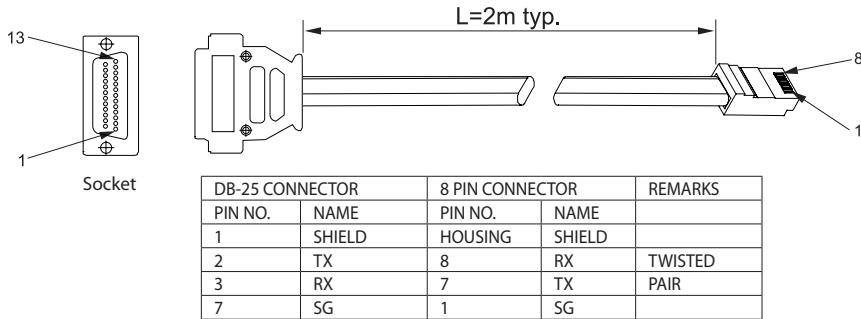 L=2m typ.
13
8
1
1
Socket
DB-25 CONNECTOR 8 PIN CONNECTOR REMARKS
PIN NO. NAME PIN NO. NAME
1 SHIELD HOUSING SHIELD
2 TX 8 RX TWISTED
3 RX 7 TX PAIR
7 SG 1 SG